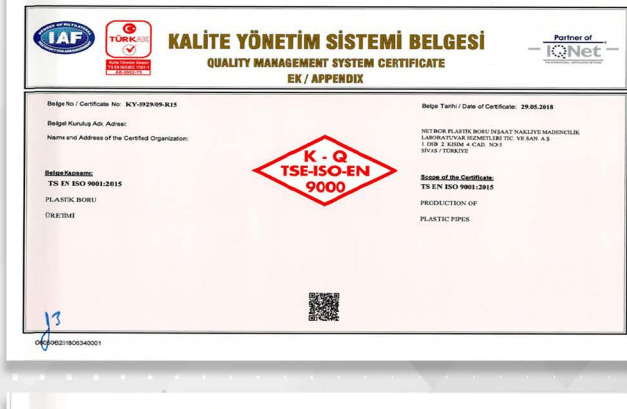 IAF
TÜRKAK
KALİTE YÖNETİM SİSTEMİ BELGESİ
QUALITY MANAGEMENT SYSTEM CERTIFICATE
EK / APPENDIX
Partner of
IQNet
Belge No / Certificate No: KY-5929/09-R15
Belge Tarihi / Date of Certificate: 29.05.2018
Belgeli Kuruluş Adı, Adresi:
Name and Address of the Certified Organization:
NETBOR PLASTİK BORU İNŞAAT NAKLİYE MADENCİLİK
LABORATUVAR HİZMETLERİ TİC. VE SAN. A.Ş.
1. OSB 2. KISIM 4. CAD. NO:5
SİVAS / TÜRKİYE
K - Q
TSE-ISO-EN
9000
Belge Kapsamı:
TS EN ISO 9001:2015
PLASTİK BORU
ÜRETİMİ
Scope of the Certificate:
TS EN ISO 9001:2015
PRODUCTION OF
PLASTIC PIPES